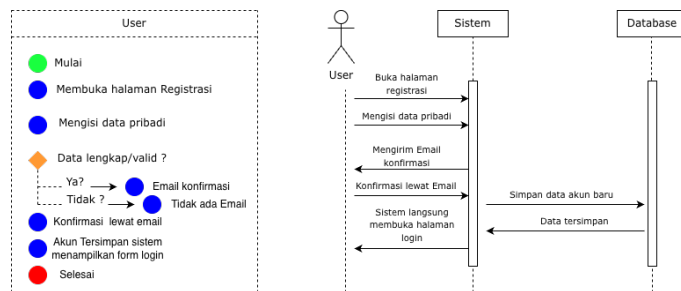 User
Mulai
Membuka halaman Registrasi
Mengisi data pribadi
Data lengkap/valid ?
Ya?
Email konfirmasi
Tidak ?
Tidak ada Email
Konfirmasi lewat email
Akun Tersimpan sistem
menampilkan form login
Selesai
User
Sistem
Database
Buka halaman
registrasi
Mengisi data pribadi
Mengirim Email
konfirmasi
Konfirmasi lewat Email
Simpan data akun baru
Sistem langsung
membuka halaman
login
Data tersimpan